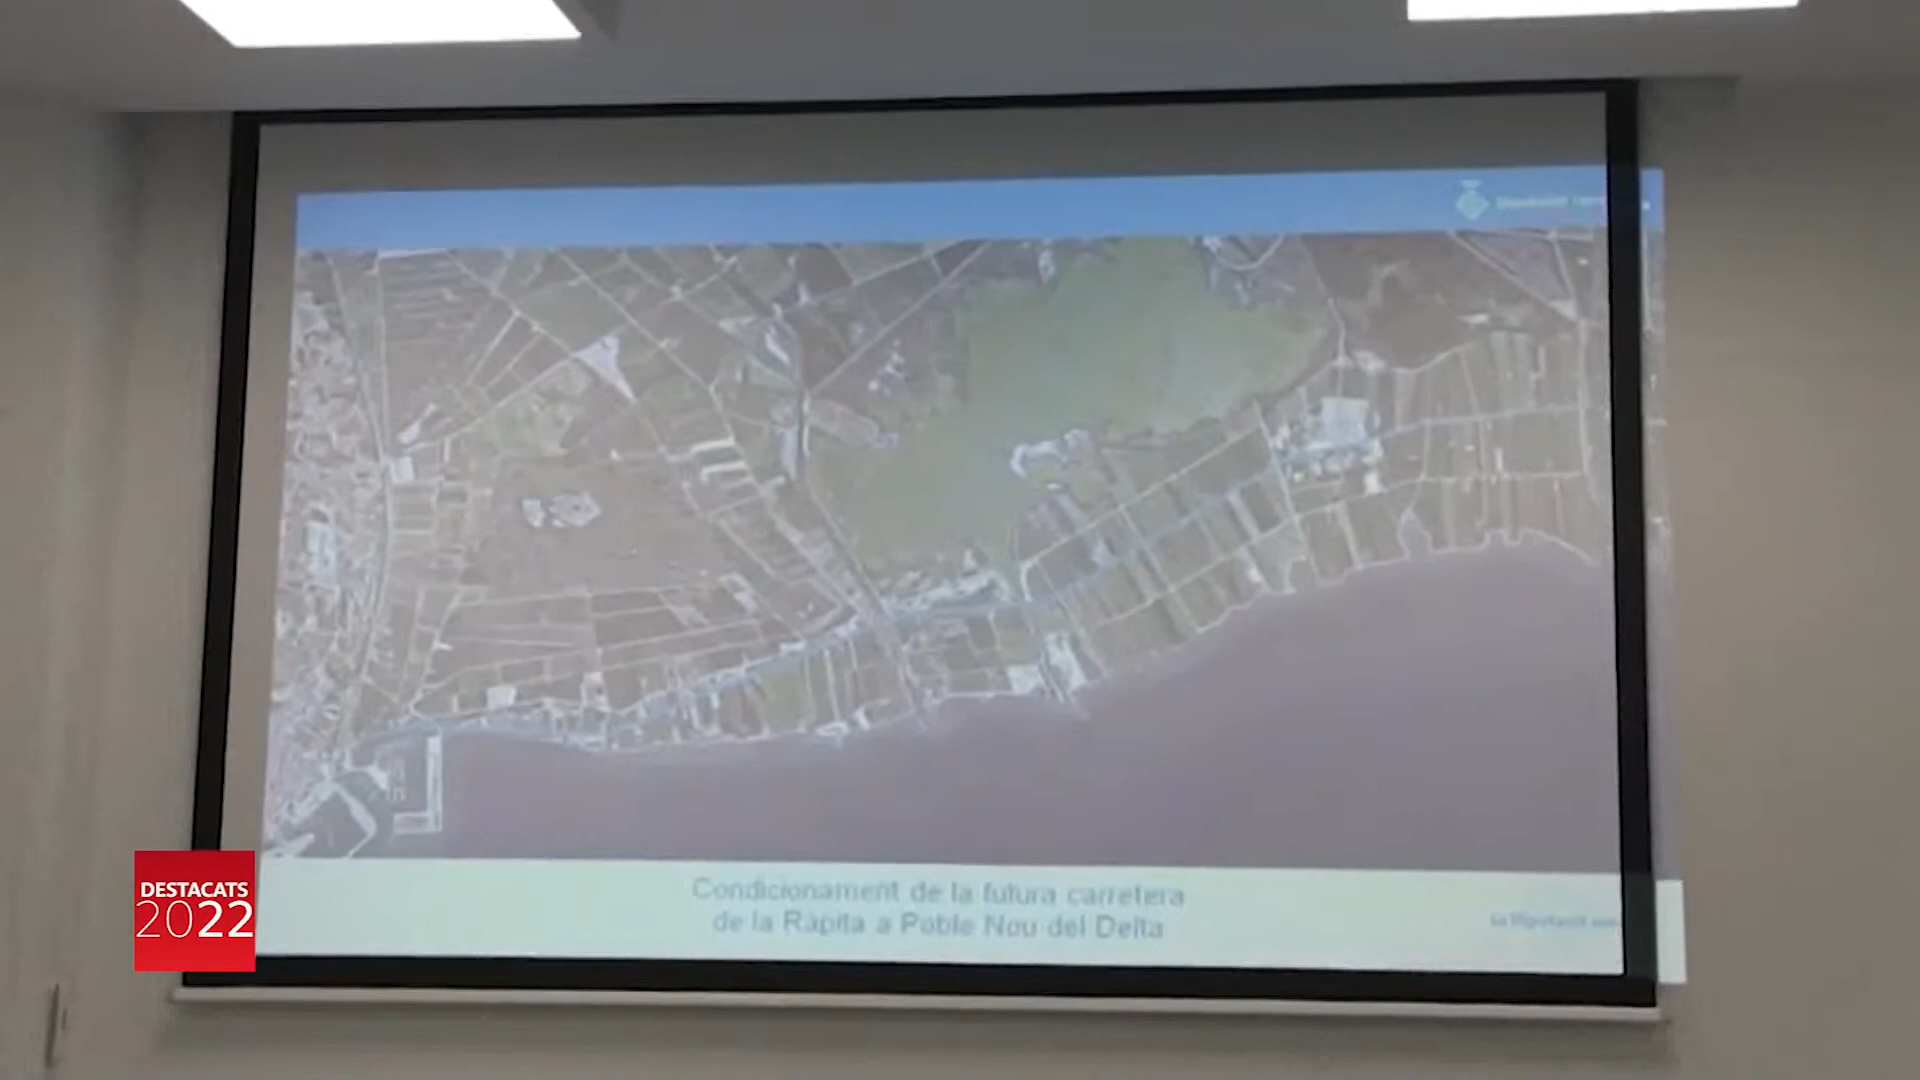 Condicionament de la futura carretera
de la Ràpita a Poble Nou del Delta
DESTACATS
2022